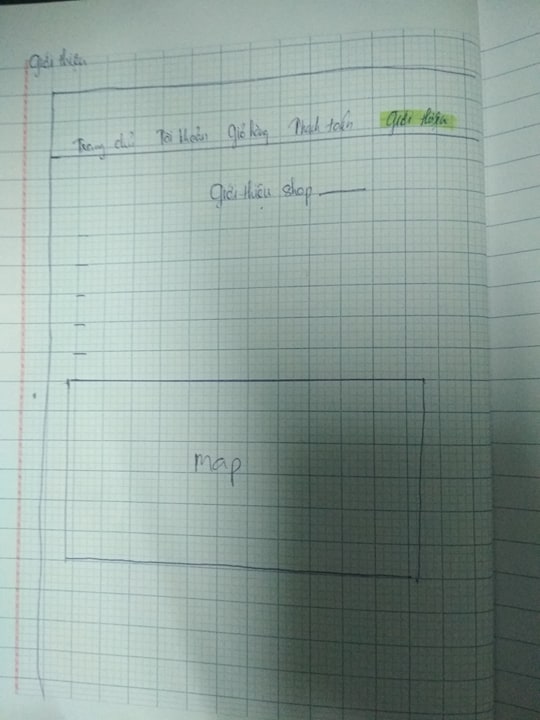 Giới thiệu
Trang chủ Tài khoản Giỏ hàng Thanh toán Giới thiệu
Giới thiệu shop
Map